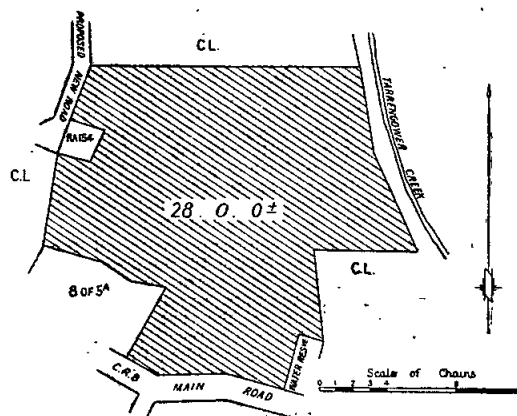 C.L.
PROPOSED
NEW ROAD
RA154
C.L
TARRENGOWER
CREEK
28. 0. 0±
C.L.
8 OF 5A
WATER RESVE
C.R.B MAIN ROAD
Scale of Chains
0 1 2 3 4 8